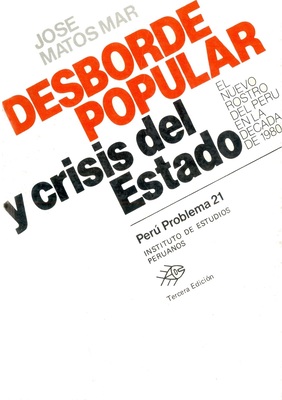 JOSE
MATOS MAR
DESBORDE
POPULAR
y crisis del
Estado
EL
NUEVO
ROSTRO
DEL PERU
EN LA
DECADA
DE 1980
Perú Problema 21
INSTITUTO DE ESTUDIOS
PERUANOS
Tercera Edición